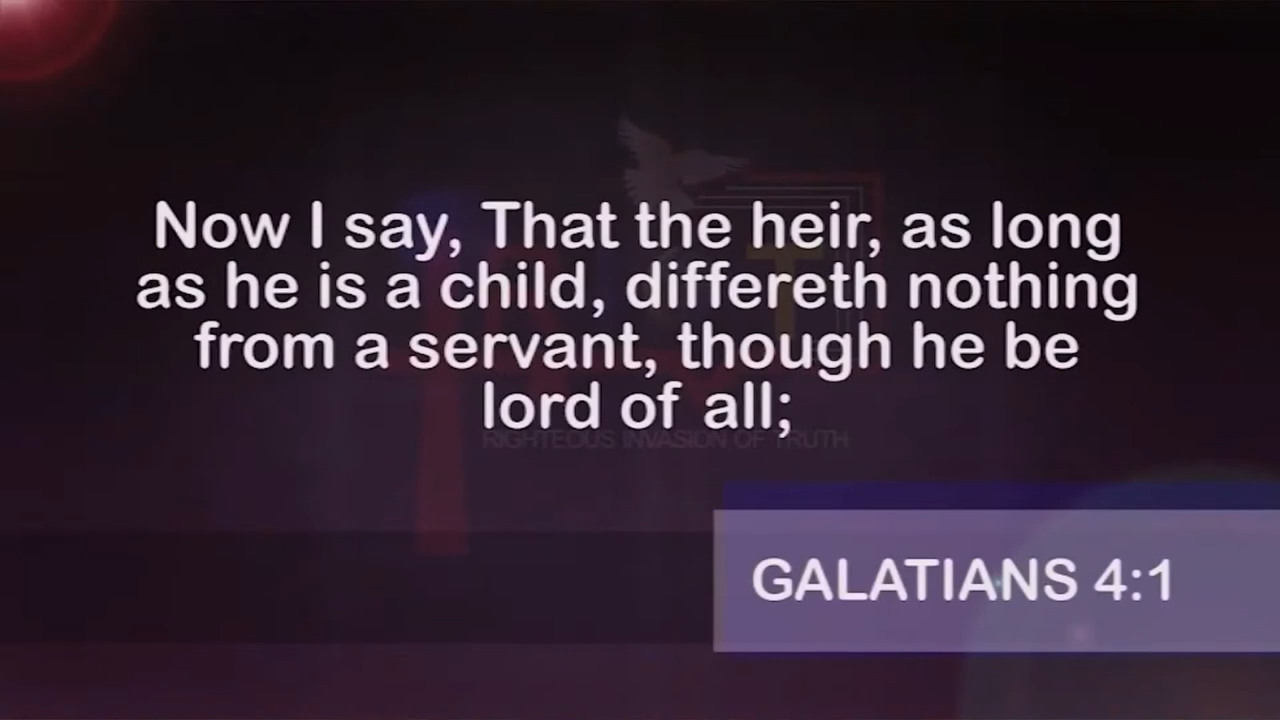 Now I say, That the heir, as long
as he is a child, differeth nothing
from a servant, though he be
lord of all;
RIGHTEOUS INVASION OF TRUTH
GALATIANS 4:1